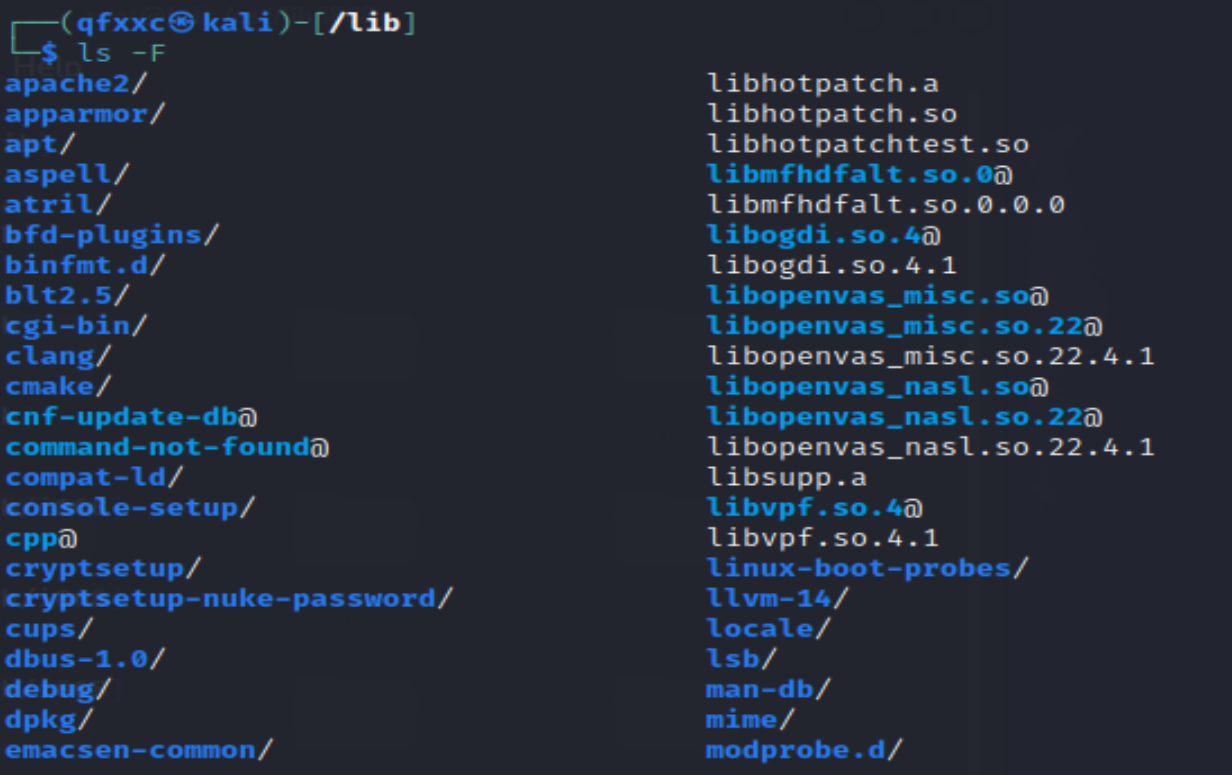 ┌──(qfxxc㉿kali)-[/lib]
└─$ ls -F
apache2/ libhotpatch.a
apparmor/ libhotpatch.so
apt/ libhotpatchtest.so
aspell/ libmfhdfalt.so.0@
atril/ libmfhdfalt.so.0.0.0
bfd-plugins/ libogdi.so.4@
binfmt.d/ libogdi.so.4.1
blt2.5/ libopenvas_misc.so@
cgi-bin/ libopenvas_misc.so.22@
clang/ libopenvas_misc.so.22.4.1
cmake/ libopenvas_nasl.so@
cnf-update-db@ libopenvas_nasl.so.22@
command-not-found@ libopenvas_nasl.so.22.4.1
compat-ld/ libsupp.a
console-setup/ libvpf.so.4@
cpp@ libvpf.so.4.1
cryptsetup/ linux-boot-probes/
cryptsetup-nuke-password/ llvm-14/
cups/ locale/
dbus-1.0/ lsb/
debug/ man-db/
dpkg/ mime/
emacsen-common/ modprobe.d/